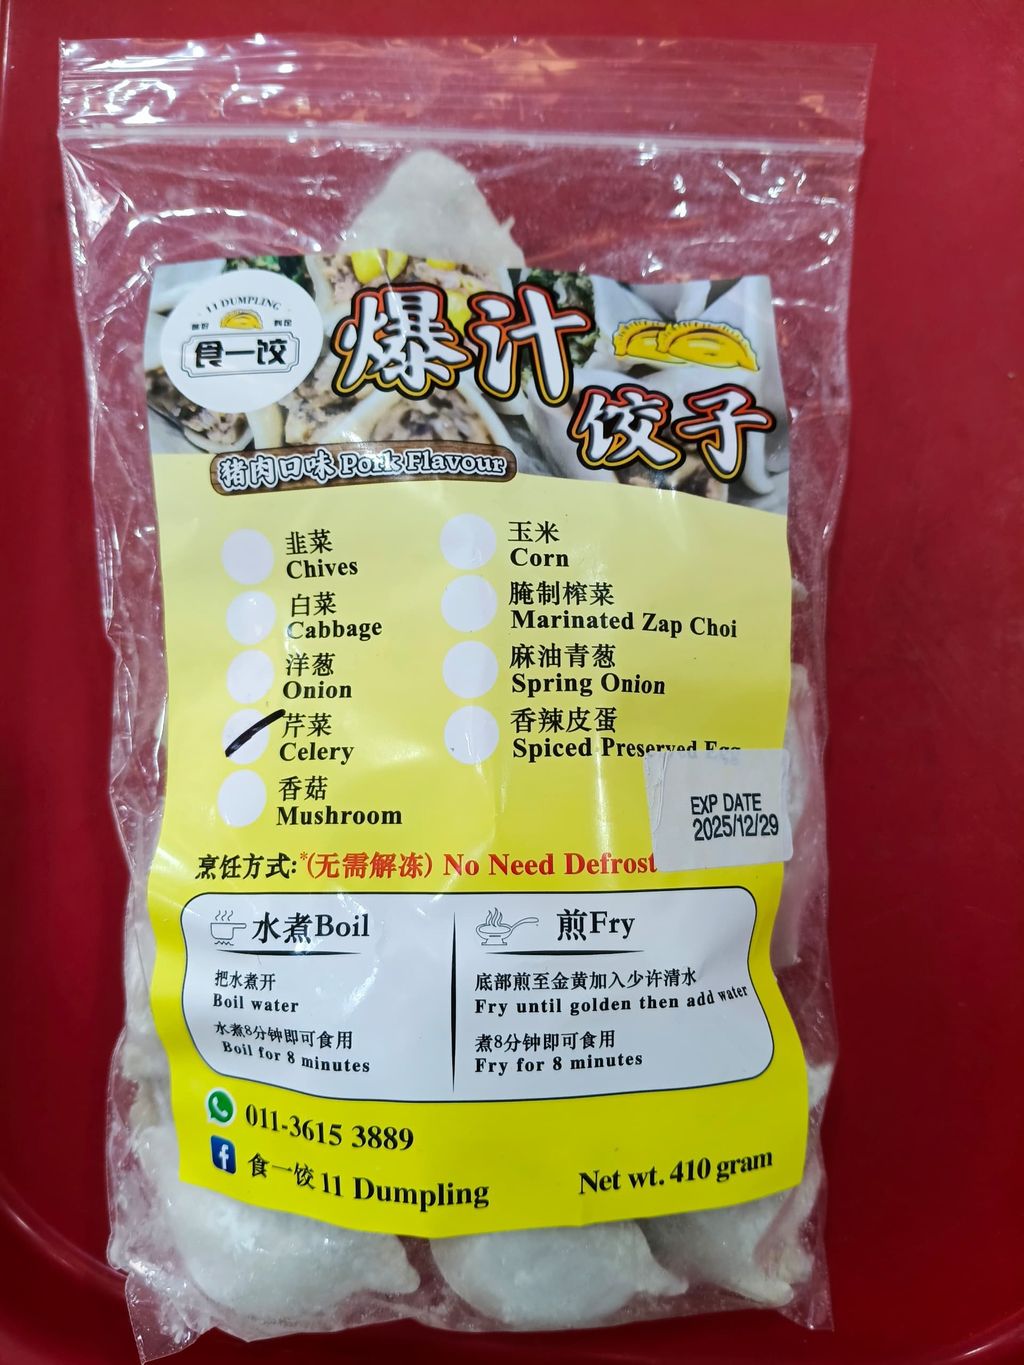 11 DUMPLING
食一饺
爆汁
饺子
猪肉口味 Pork Flavour
韭菜
Chives
白菜
Cabbage
洋葱
Onion
芹菜
Celery
香菇
Mushroom
玉米
Corn
腌制榨菜
Marinated Zap Choi
麻油青葱
Spring Onion
香辣皮蛋
Spiced Preserved Egg
EXP DATE
2025/12/29
烹饪方式:*(无需解冻) No Need Defrost
水煮Boil
把水煮开
Boil water
水煮8分钟即可食用
Boil for 8 minutes
煎Fry
底部煎至金黄加入少许清水
Fry until golden then add water
煮8分钟即可食用
Fry for 8 minutes
011-3615 3889
食一饺 11 Dumpling
Net wt. 410 gram